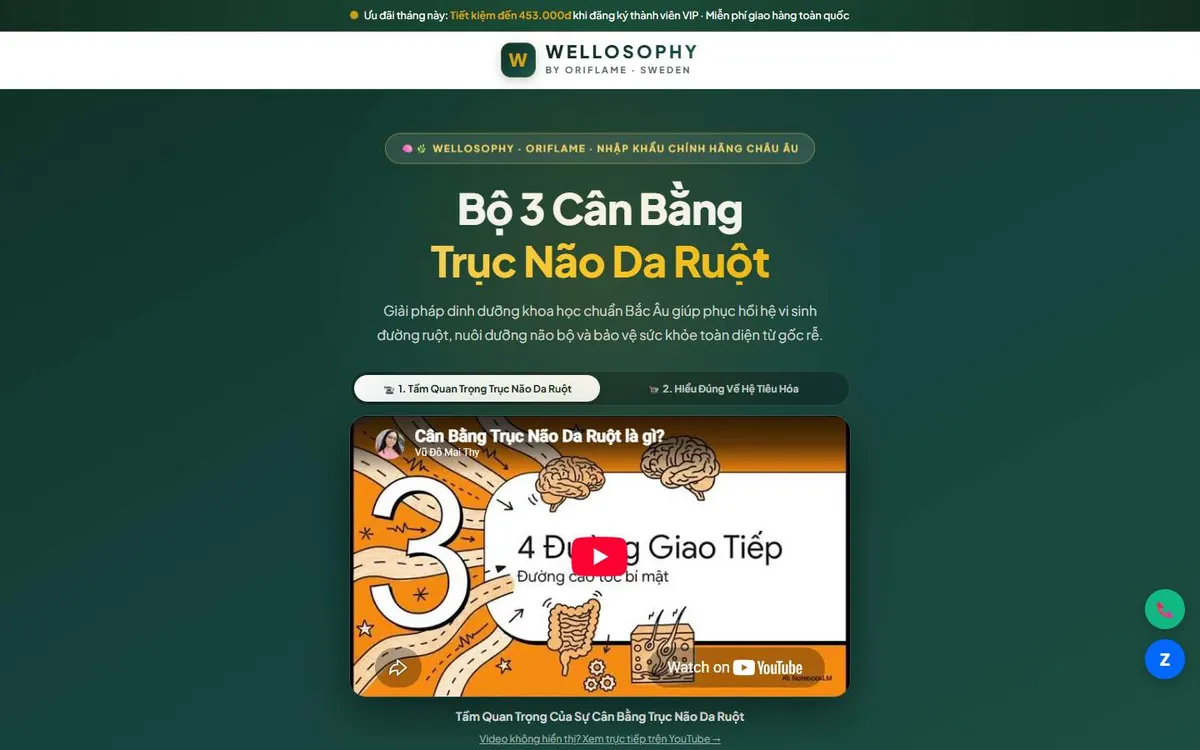 Ưu đãi tháng này: Tiết kiệm đến 453.000đ khi đăng ký thành viên VIP · Miễn phí giao hàng toàn quốc
W
WELLOSOPHY
BY ORIFLAME · SWEDEN
WELLOSOPHY · ORIFLAME · NHẬP KHẨU CHÍNH HÃNG CHÂU ÂU
Bộ 3 Cân Bằng
Trục Não Da Ruột
Giải pháp dinh dưỡng khoa học chuẩn Bắc Âu giúp phục hồi hệ vi sinh
đường ruột, nuôi dưỡng não bộ và bảo vệ sức khỏe toàn diện từ gốc rễ.
1. Tầm Quan Trọng Trục Não Da Ruột
2. Hiểu Đúng Về Hệ Tiêu Hóa
Cân Bằng Trục Não Da Ruột là gì?
Vũ Đỗ Mai Thy
3
4 Đường Giao Tiếp
Đường cao tốc bí mật
Watch on YouTube
NotebookLM
Tầm Quan Trọng Của Sự Cân Bằng Trục Não Da Ruột
Video không hiển thị? Xem trực tiếp trên YouTube →
Z